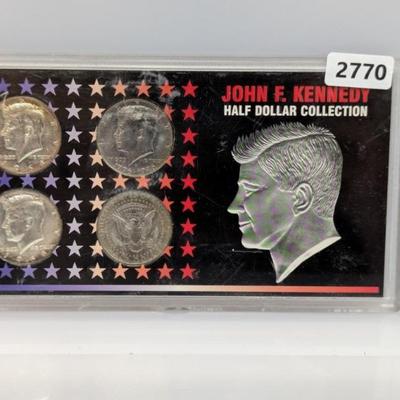 2770
JOHN F. KENNEDY
HALF DOLLAR COLLECTION